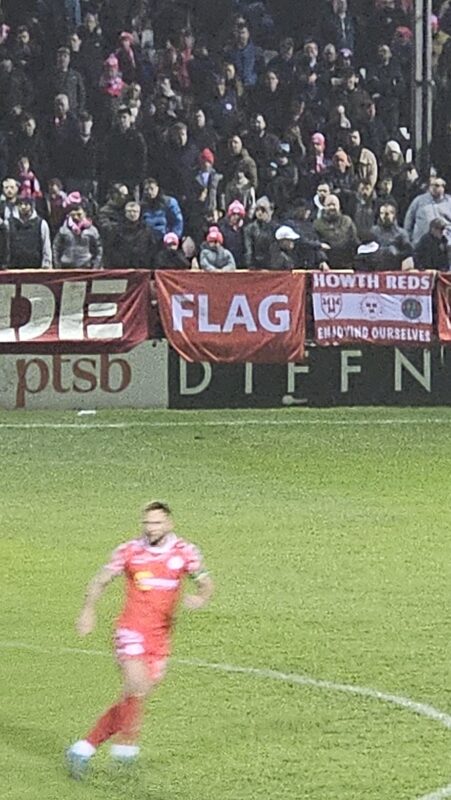 DE
FLAG
HOWTH REDS
ENJOYING OURSELVES
ptsb
DIFFN